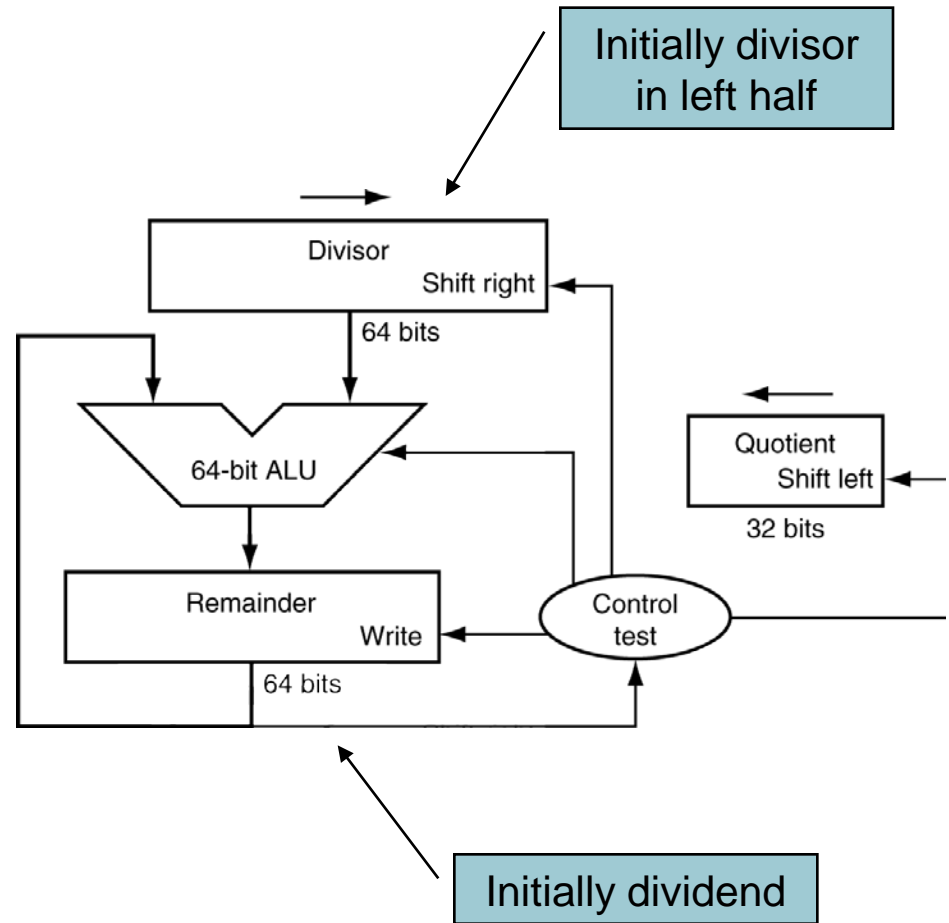 Initially divisor
in left half
Divisor
Shift right
64 bits
64-bit ALU
Quotient
Shift left
32 bits
Remainder
Write
Control
test
64 bits
Initially dividend